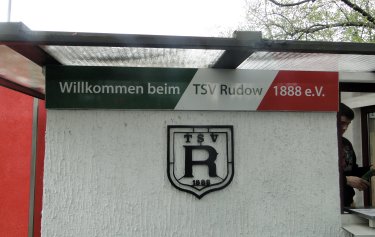 Willkommen beim TSV Rudow 1888 e.V.
TSV
R
1888